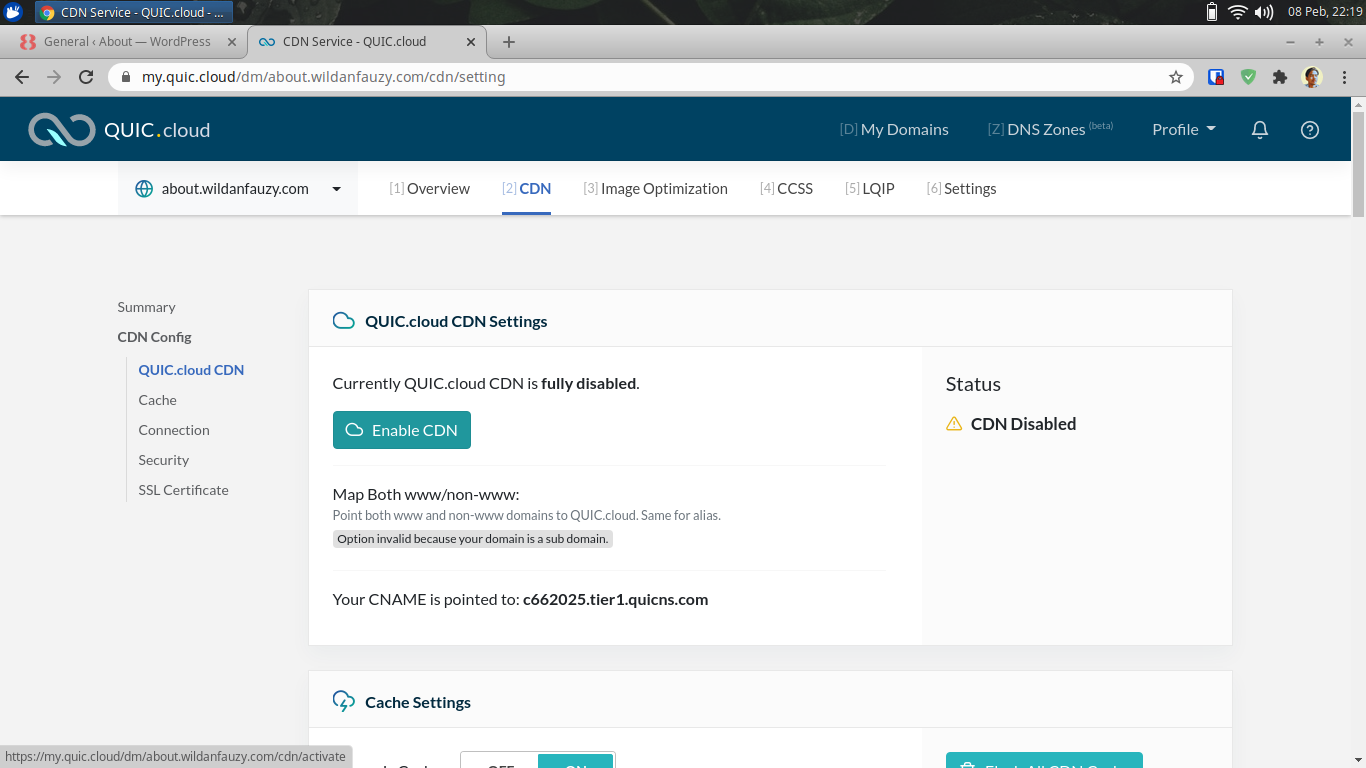 CDN Service - QUIC.cloud - ...
08 Peb, 22:19
General ‹ About — WordPress
CDN Service - QUIC.cloud
my.quic.cloud/dm/about.wildanfauzy.com/cdn/setting
QUIC.cloud
[D] My Domains
[Z] DNS Zones (beta)
Profile
about.wildanfauzy.com
[1] Overview
[2] CDN
[3] Image Optimization
[4] CCSS
[5] LQIP
[6] Settings
Summary
CDN Config
QUIC.cloud CDN
Cache
Connection
Security
SSL Certificate
QUIC.cloud CDN Settings
Currently QUIC.cloud CDN is fully disabled.
Enable CDN
Map Both www/non-www:
Point both www and non-www domains to QUIC.cloud. Same for alias.
Option invalid because your domain is a sub domain.
Your CNAME is pointed to: c662025.tier1.quicns.com
Status
CDN Disabled
Cache Settings
OFF
ON
https://my.quic.cloud/dm/about.wildanfauzy.com/cdn/activate